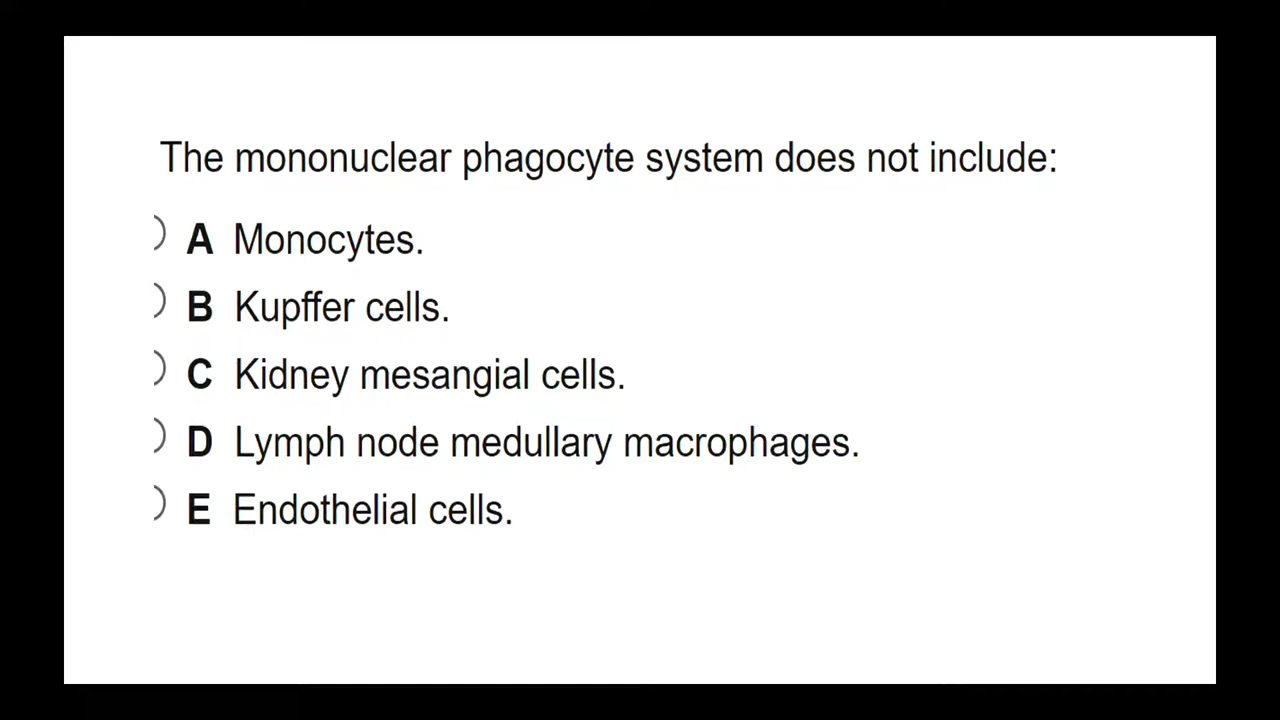 The mononuclear phagocyte system does not include:
A Monocytes.
B Kupffer cells.
C Kidney mesangial cells.
D Lymph node medullary macrophages.
E Endothelial cells.